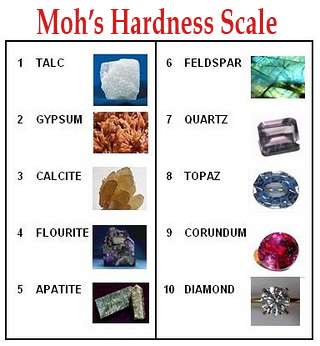 Moh's Hardness Scale
1 TALC
2 GYPSUM
3 CALCITE
4 FLOURITE
5 APATITE
6 FELDSPAR
7 QUARTZ
8 TOPAZ
9 CORUNDUM
10 DIAMOND